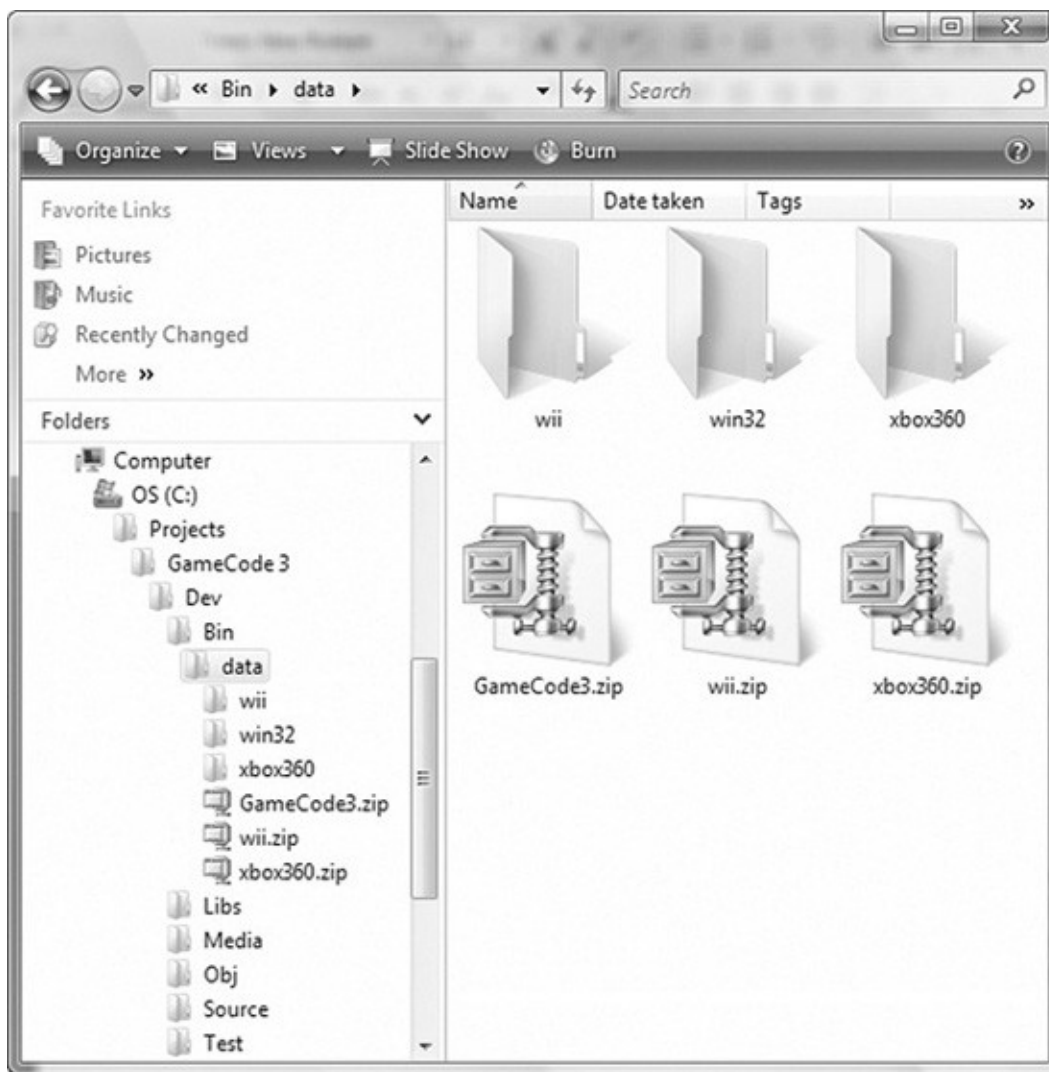 « Bin ▸ data ▸
Search
Organize Views Slide Show Burn
Favorite Links
Pictures
Music
Recently Changed
More »
Folders
Computer
OS (C:)
Projects
GameCode 3
Dev
Bin
data
wii
win32
xbox360
GameCode3.zip
wii.zip
xbox360.zip
Libs
Media
Obj
Source
Test
Name Date taken Tags »
wii win32 xbox360
GameCode3.zip wii.zip xbox360.zip